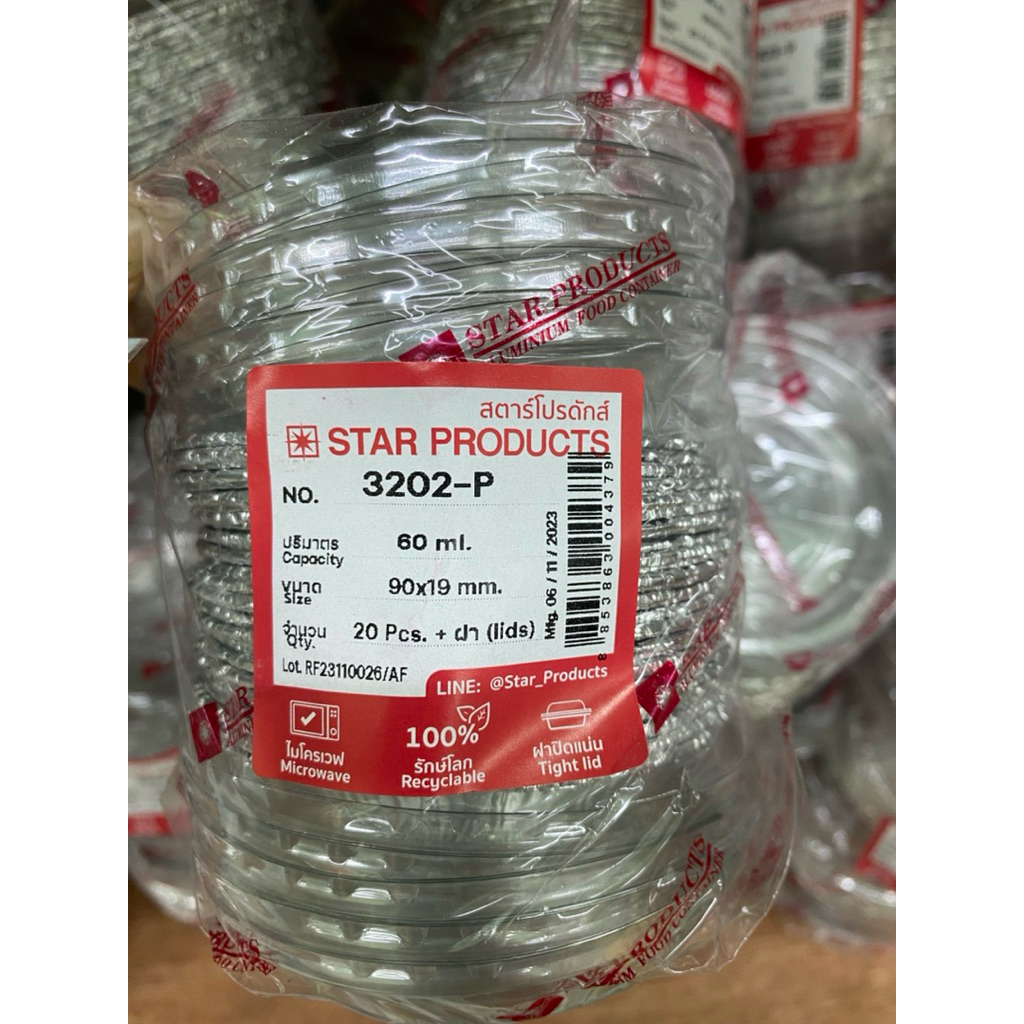 STAR PRODUCTS
ALUMINIUM FOOD CONTAINER
สตาร์โปรดักส์
STAR PRODUCTS
NO. 3202-P
ปริมาตร 60 ml.
Capacity
ขนาด 90x19 mm.
Size
จำนวน 20 Pcs. + ฝา (lids)
Qty.
Lot. RF23110026/AF
Mfg. 06/11/2023
8853863004379
LINE: @Star_Products
ไมโครเวฟ
Microwave
100%
รักษ์โลก
Recyclable
ฝาปิดแน่น
Tight lid